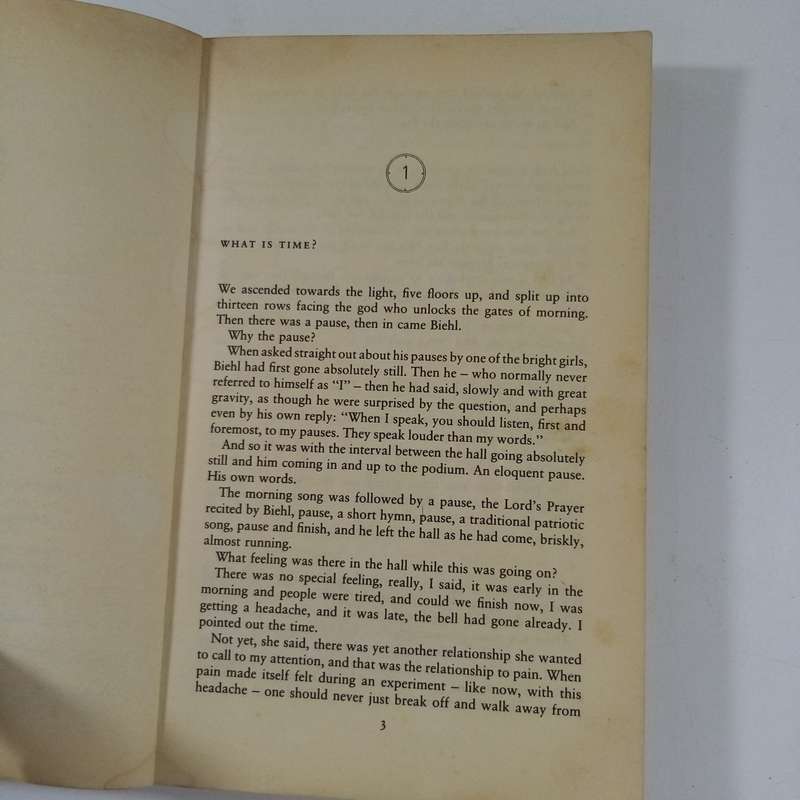 1
WHAT IS TIME?
We ascended towards the light, five floors up, and split up into
thirteen rows facing the god who unlocks the gates of morning.
Then there was a pause, then in came Biehl.
Why the pause?
When asked straight out about his pauses by one of the bright girls,
Biehl had first gone absolutely still. Then he – who normally never
referred to himself as “I” – then he had said, slowly and with great
gravity, as though he were surprised by the question, and perhaps
even by his own reply: “When I speak, you should listen, first and
foremost, to my pauses. They speak louder than my words.”
And so it was with the interval between the hall going absolutely
still and him coming in and up to the podium. An eloquent pause.
His own words.
The morning song was followed by a pause, the Lord’s Prayer
recited by Biehl, pause, a short hymn, pause, a traditional patriotic
song, pause and finish, and he left the hall as he had come, briskly,
almost running.
What feeling was there in the hall while this was going on?
There was no special feeling, really, I said, it was early in the
morning and people were tired, and could we finish now, I was
getting a headache, and it was late, the bell had gone already. I
pointed out the time.
Not yet, she said, there was yet another relationship she wanted
to call to my attention, and that was the relationship to pain. When
pain made itself felt during an experiment – like now, with this
headache – one should never just break off and walk away from
3